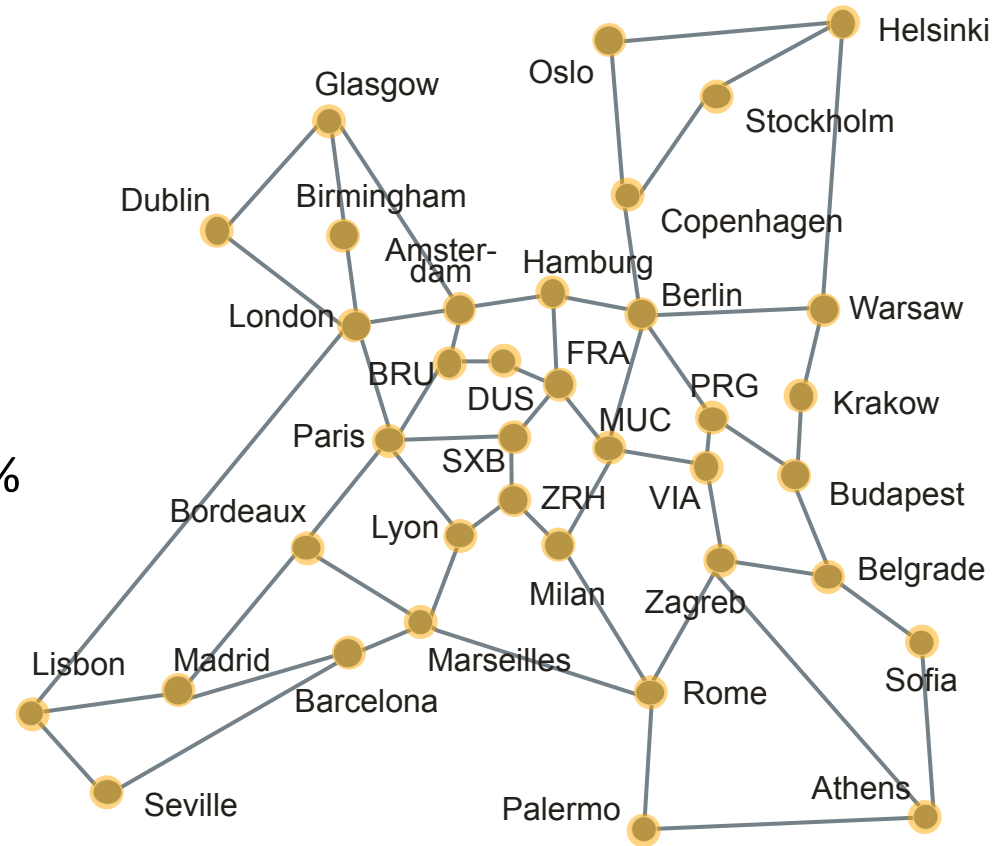 Helsinki
Oslo
Glasgow
Stockholm
Dublin
Birmingham
Copenhagen
Amster-
dam
Hamburg
Berlin
London
Warsaw
FRA
BRU
DUS
PRG
Krakow
MUC
Paris
SXB
%
VIA
Budapest
ZRH
Bordeaux
Lyon
Belgrade
Milan
Zagreb
Lisbon
Madrid
Marseilles
Sofia
Barcelona
Rome
Athens
Seville
Palermo